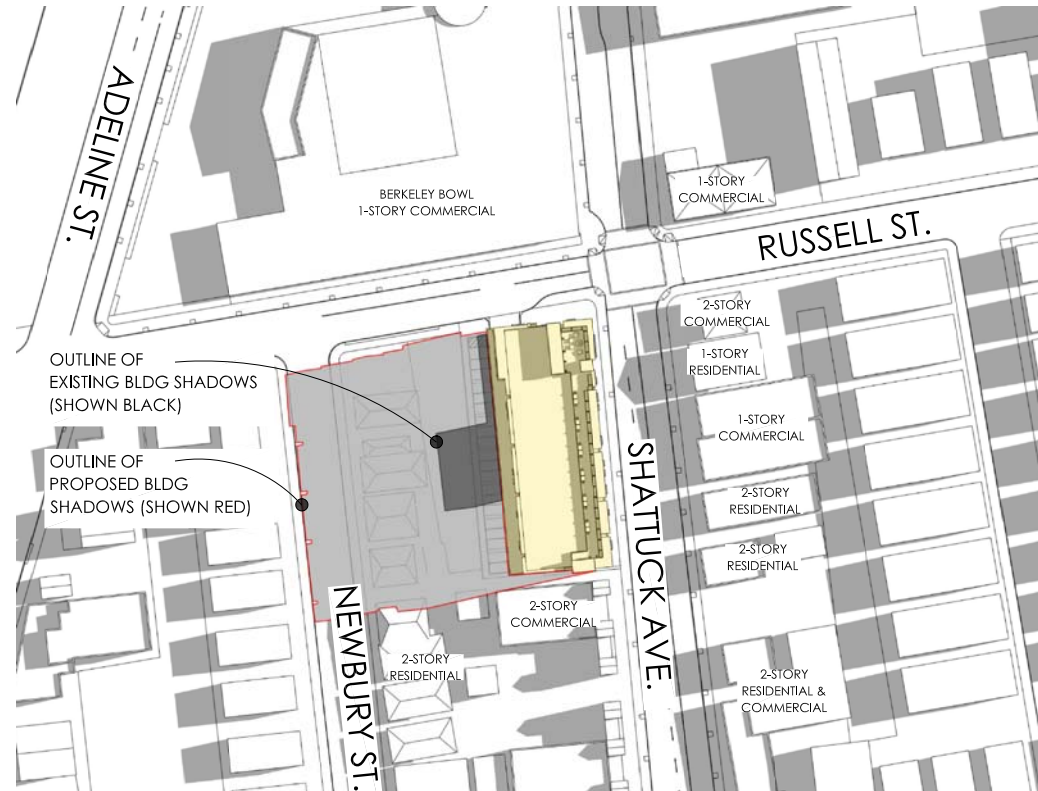 ADELINE ST.
BERKELEY BOWL
1-STORY COMMERCIAL
1-STORY
COMMERCIAL
RUSSELL ST.
2-STORY
COMMERCIAL
1-STORY
RESIDENTIAL
OUTLINE OF
EXISTING BLDG SHADOWS
(SHOWN BLACK)
1-STORY
COMMERCIAL
OUTLINE OF
PROPOSED BLDG
SHADOWS (SHOWN RED)
SHATTUCK AVE.
2-STORY
RESIDENTIAL
2-STORY
RESIDENTIAL
NEWBURY ST.
2-STORY
COMMERCIAL
2-STORY
RESIDENTIAL
2-STORY
RESIDENTIAL &
COMMERCIAL